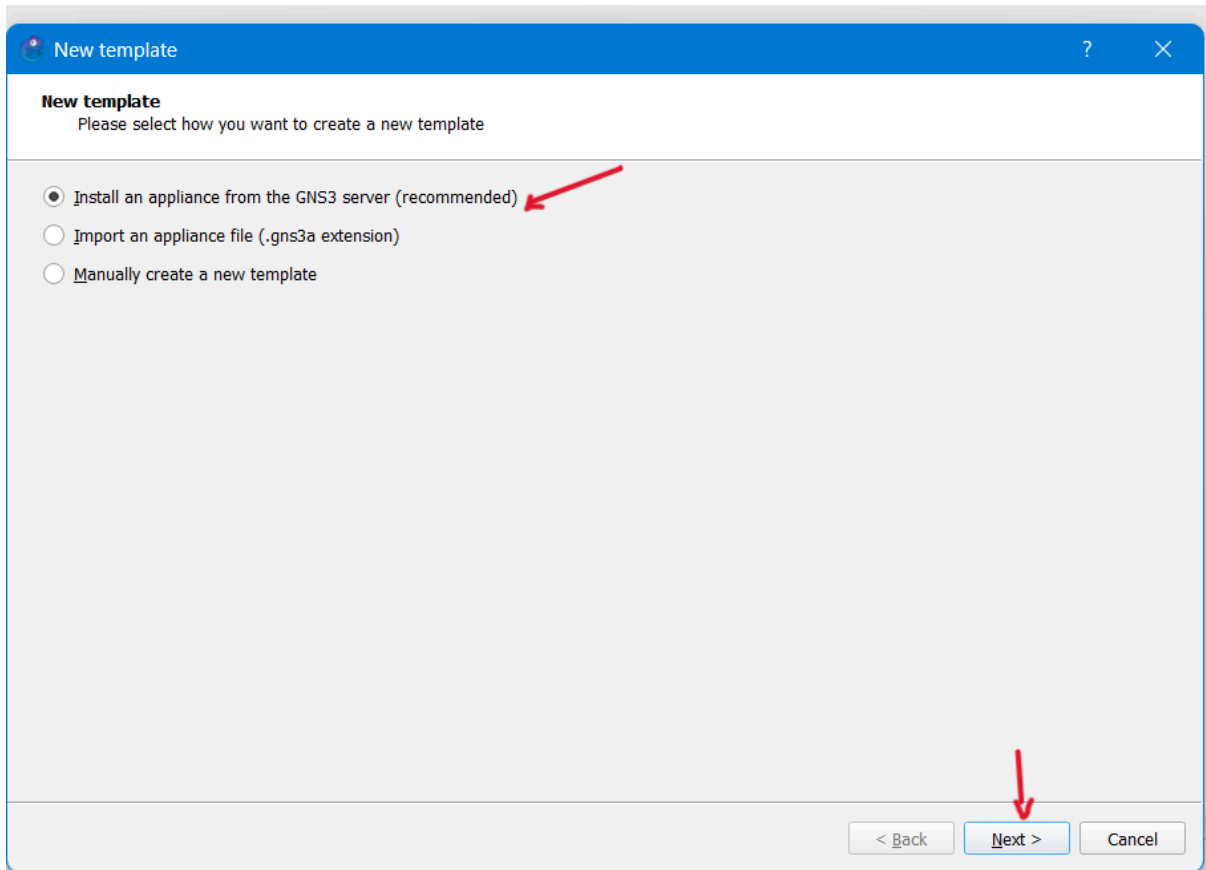 New template
New template
Please select how you want to create a new template
Install an appliance from the GNS3 server (recommended)
Import an appliance file (.gns3a extension)
Manually create a new template
< Back
Next >
Cancel